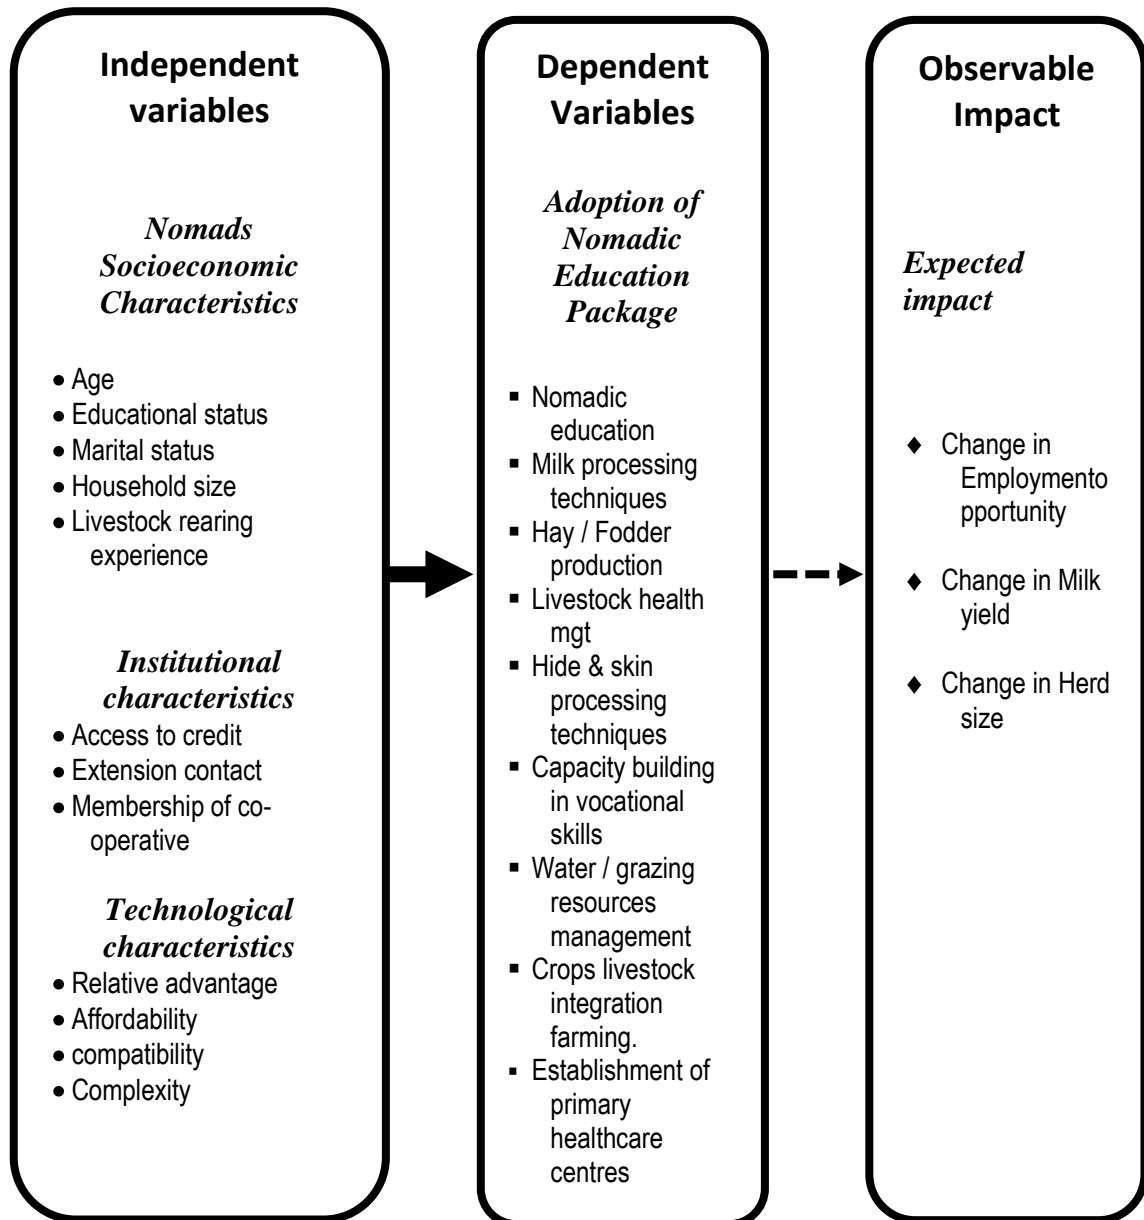 Independent
variables
Nomads
Socioeconomic
Characteristics
• Age
• Educational status
• Marital status
• Household size
• Livestock rearing
experience
Institutional
characteristics
• Access to credit
• Extension contact
• Membership of co-
operative
Technological
characteristics
• Relative advantage
• Affordability
• compatibility
• Complexity
Dependent
Variables
Adoption of
Nomadic
Education
Package
▪ Nomadic
education
▪ Milk processing
techniques
▪ Hay / Fodder
production
▪ Livestock health
mgt
▪ Hide & skin
processing
techniques
▪ Capacity building
in vocational
skills
▪ Water / grazing
resources
management
▪ Crops livestock
integration
farming.
▪ Establishment of
primary
healthcare
centres
Observable
Impact
Expected
impact
♦ Change in
Employmento
pportunity
♦ Change in Milk
yield
♦ Change in Herd
size